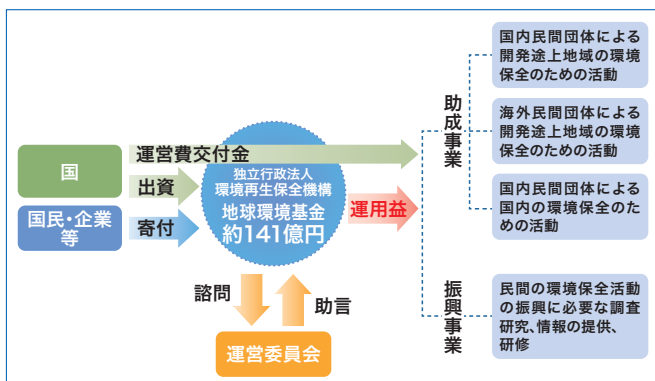 国
国民・企業
等
運営費交付金
出資
寄付
独立行政法人
環境再生保全機構
地球環境基金
約141億円
運用益
諮問
助言
運営委員会
助成事業
国内民間団体による
開発途上地域の環境
保全のための活動
海外民間団体による
開発途上地域の環境
保全のための活動
国内民間団体による
国内の環境保全のた
めの活動
振興事業
民間の環境保全活動
の振興に必要な調査
研究、情報の提供、
研修